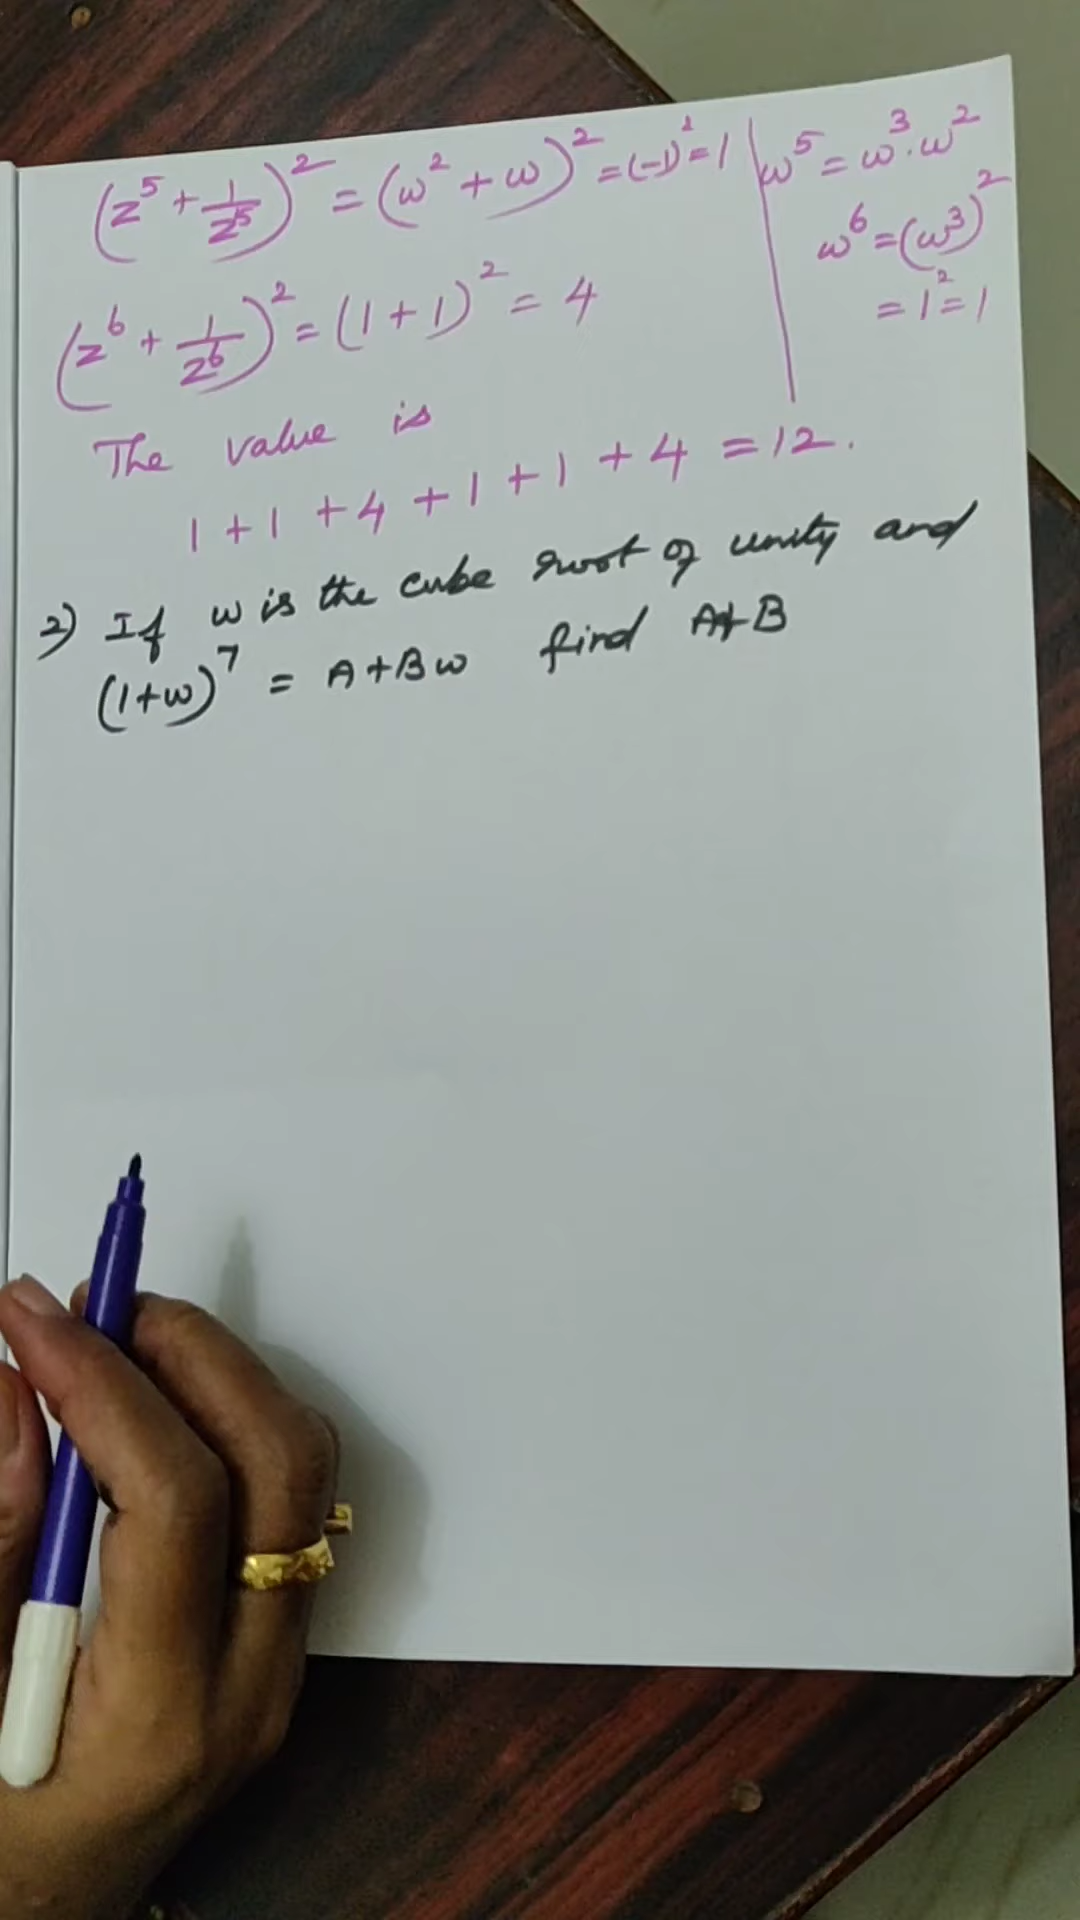 (z⁵ + 1/z⁵)² = (ω² + ω)² = (-1)² = 1
(z⁶ + 1/z⁶)² = (1 + 1)² = 4
The value is
1 + 1 + 4 + 1 + 1 + 4 = 12.
ω⁵ = ω³.ω²
ω⁶ = (ω³)²
= 1² = 1
2) If ω is the cube root of unity and
(1+ω)⁷ = A + Bω find A+B